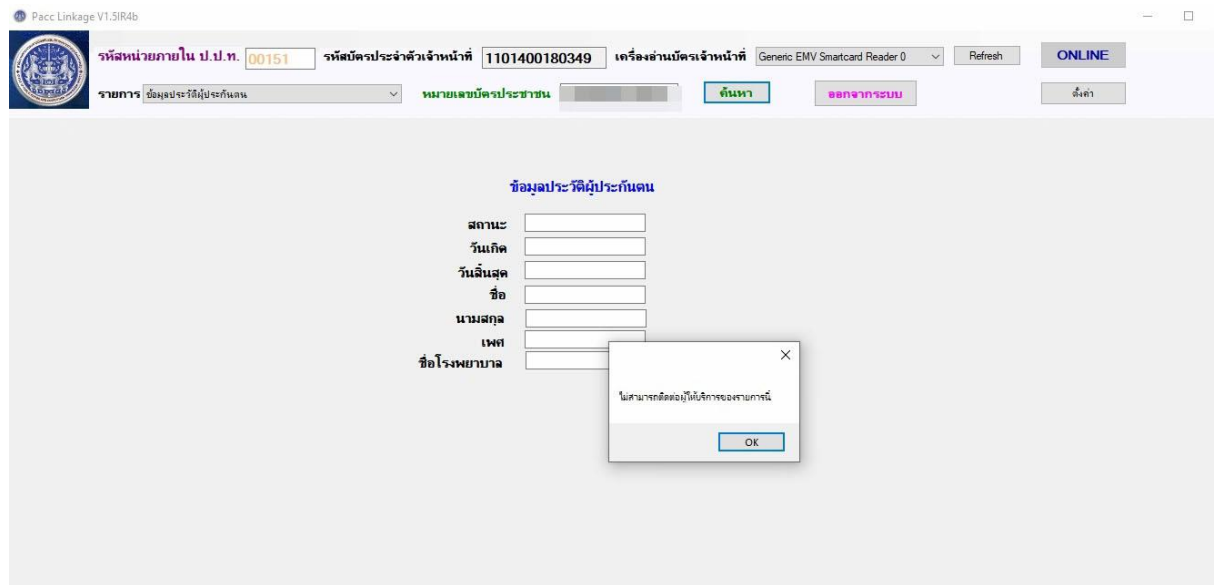 Pacc Linkage V1.5IR4b
รหัสหน่วยภายใน ป.ป.ท. 00151 รหัสบัตรประจำตัวเจ้าหน้าที่ 1101400180349 เครื่องอ่านบัตรเจ้าหน้าที่ Generic EMV Smartcard Reader 0 Refresh ONLINE
รายการ ข้อมูลประวัติผู้ประกันตน หมายเลขบัตรประชาชน ค้นหา ออกจากระบบ ตั้งค่า
ข้อมูลประวัติผู้ประกันตน
สถานะ
วันเกิด
วันสิ้นสุด
ชื่อ
นามสกุล
เพศ
ชื่อโรงพยาบาล
ไม่สามารถติดต่อผู้ให้บริการของรายการนี้
OK